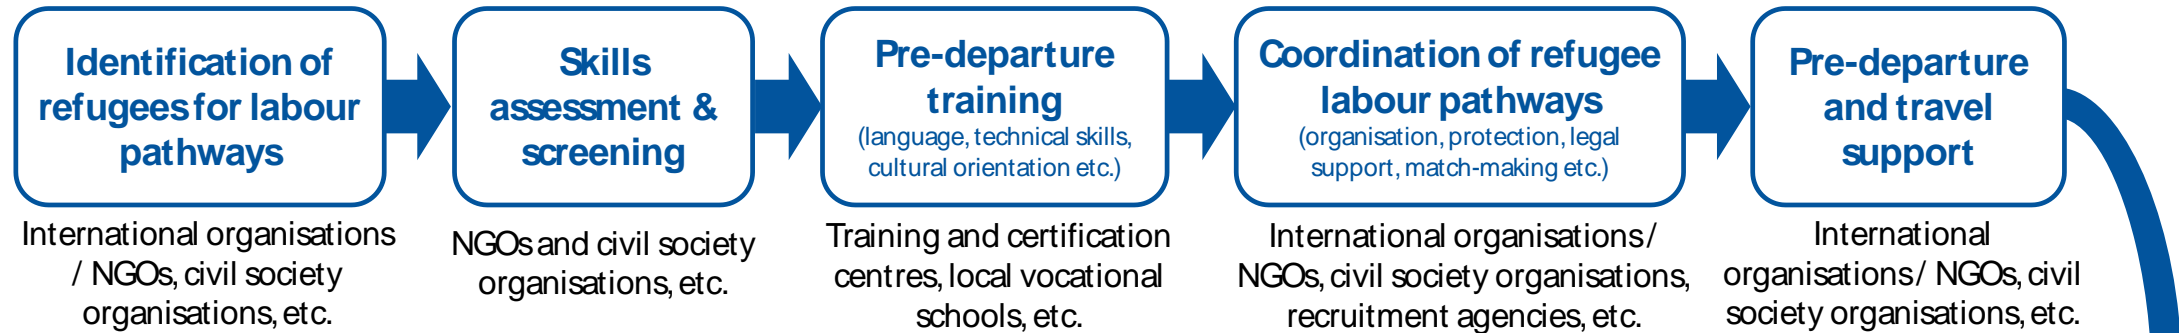 Identification of
refugees for labour
pathways
International organisations
/ NGOs, civil society
organisations, etc.
Skills
assessment &
screening
NGOs and civil society
organisations, etc.
Pre-departure
training
(language, technical skills,
cultural orientation etc.)
Training and certification
centres, local vocational
schools, etc.
Coordination of refugee
labour pathways
(organisation, protection, legal
support, match-making etc.)
International organisations/
NGOs, civil society organisations,
recruitment agencies, etc.
Pre-departure
and travel
support
International
organisations/ NGOs, civil
society organisations, etc.